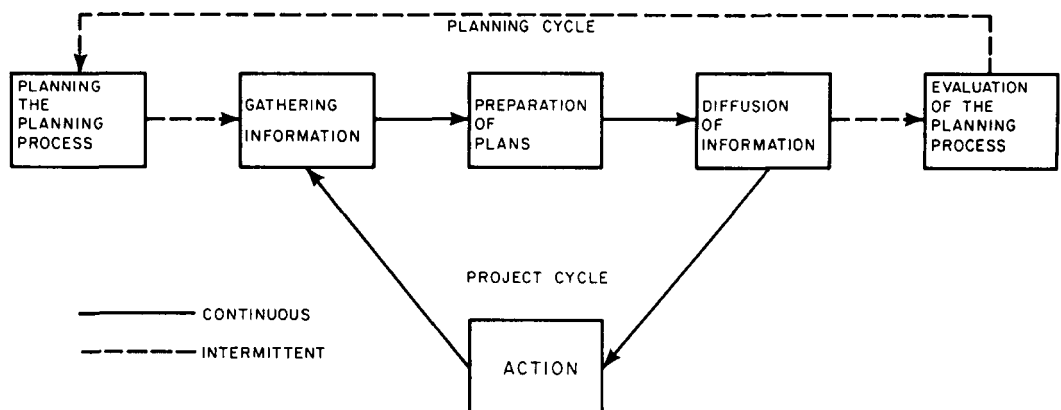 PLANNING CYCLE
PLANNING
THE
PLANNING
PROCESS
GATHERING
INFORMATION
PREPARATION
OF
PLANS
DIFFUSION
OF
INFORMATION
EVALUATION
OF THE
PLANNING
PROCESS
PROJECT CYCLE
CONTINUOUS
INTERMITTENT
ACTION